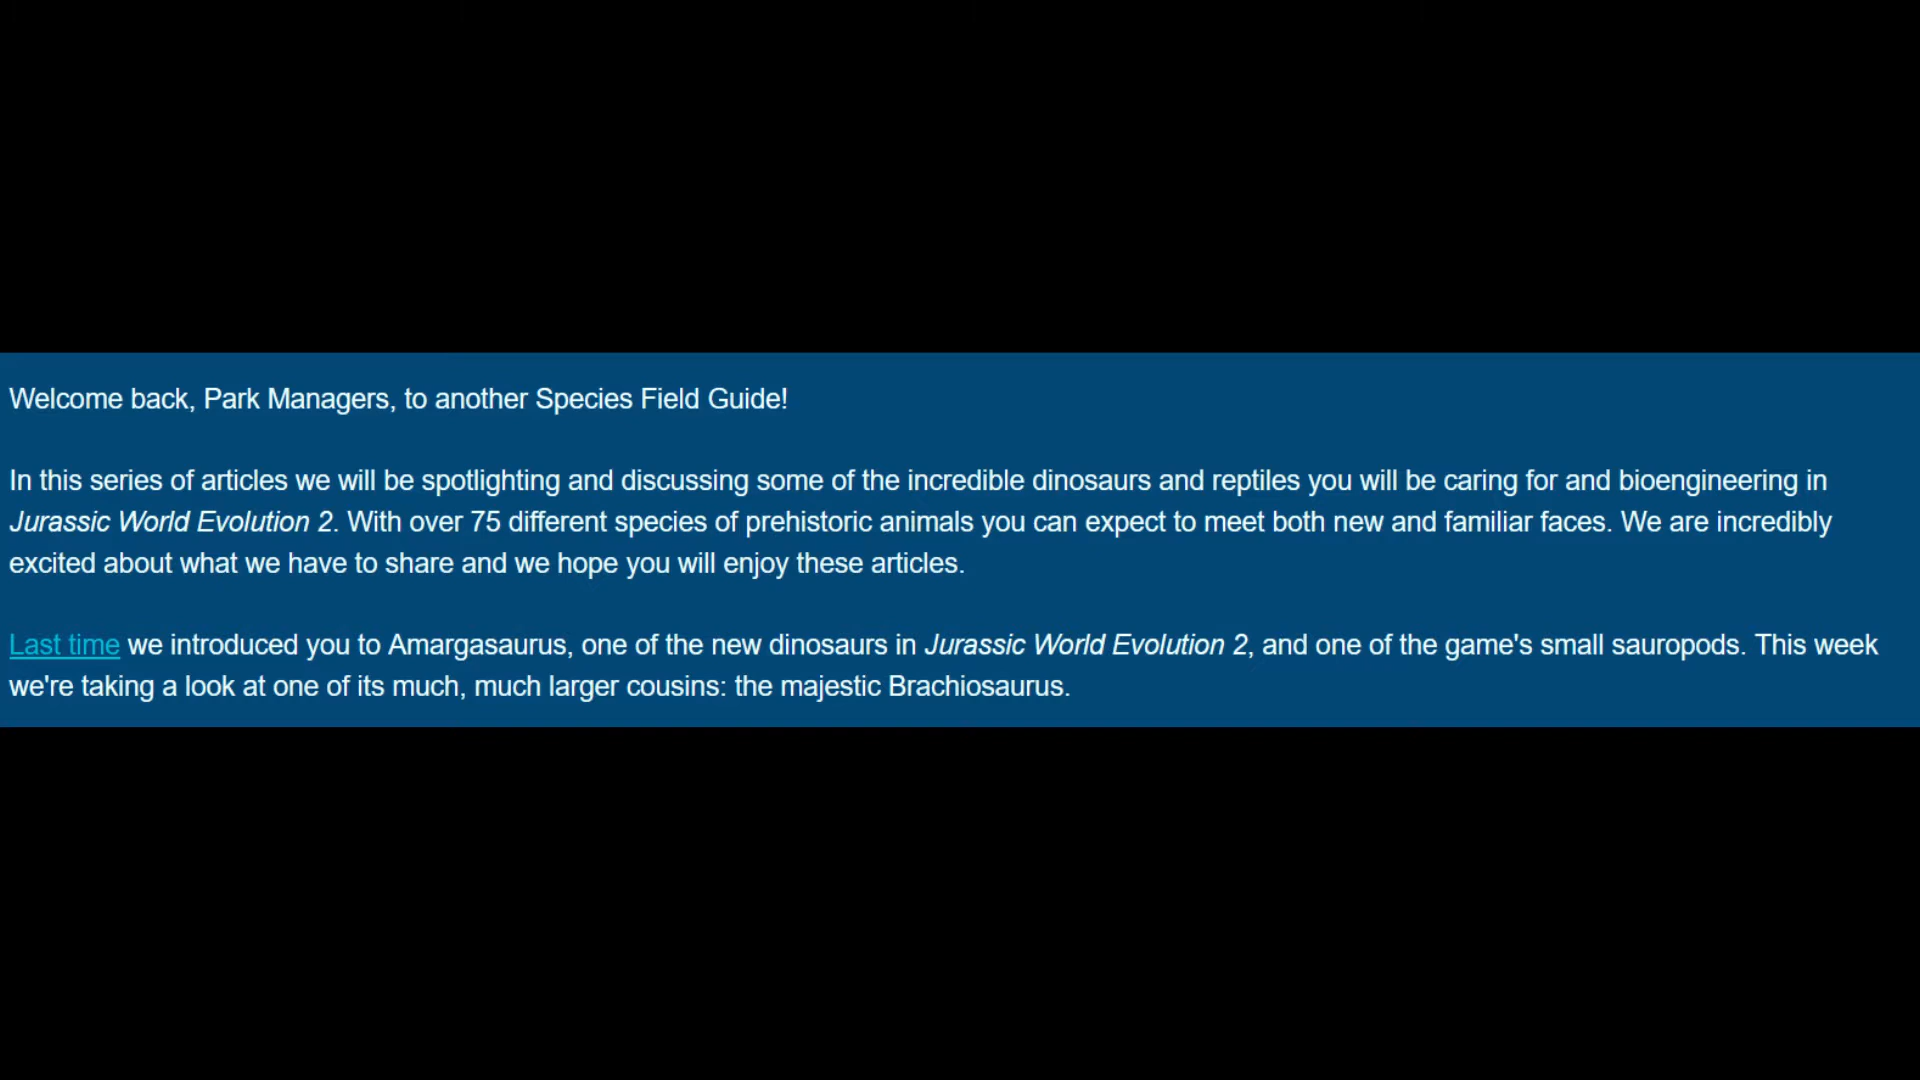 Welcome back, Park Managers, to another Species Field Guide!
In this series of articles we will be spotlighting and discussing some of the incredible dinosaurs and reptiles you will be caring for and bioengineering in
Jurassic World Evolution 2. With over 75 different species of prehistoric animals you can expect to meet both new and familiar faces. We are incredibly
excited about what we have to share and we hope you will enjoy these articles.
Last time we introduced you to Amargasaurus, one of the new dinosaurs in Jurassic World Evolution 2, and one of the game's small sauropods. This week
we're taking a look at one of its much, much larger cousins: the majestic Brachiosaurus.